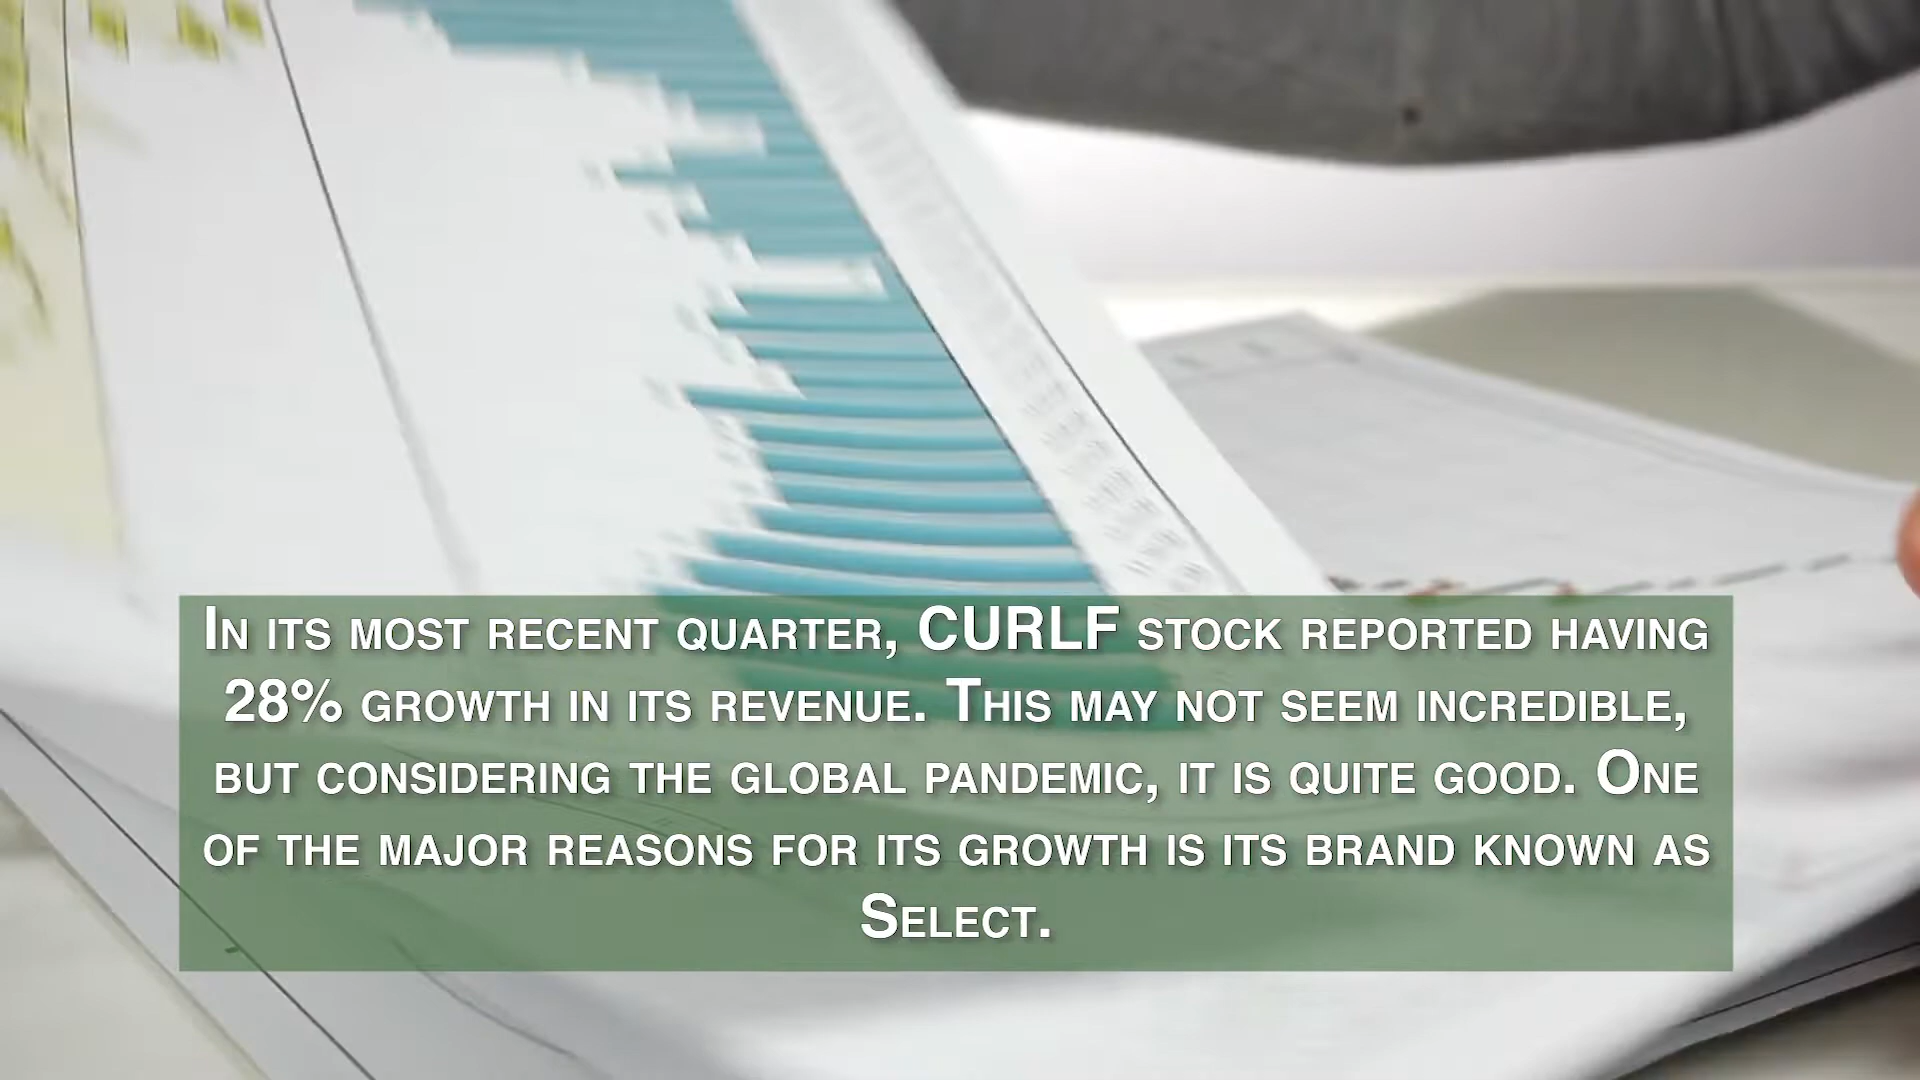 In its most recent quarter, CURLF stock reported having
28% growth in its revenue. This may not seem incredible,
but considering the global pandemic, it is quite good. One
of the major reasons for its growth is its brand known as
Select.